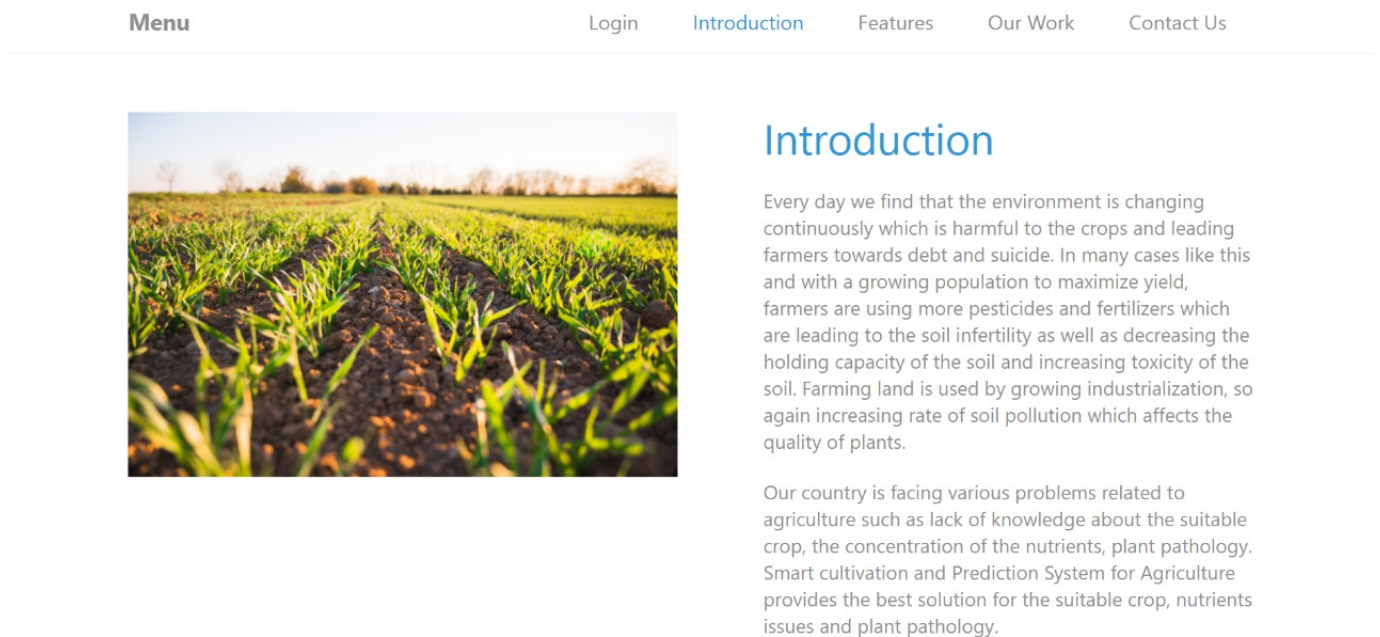 Menu
Login Introduction Features Our Work Contact Us
Introduction
Every day we find that the environment is changing
continuously which is harmful to the crops and leading
farmers towards debt and suicide. In many cases like this
and with a growing population to maximize yield,
farmers are using more pesticides and fertilizers which
are leading to the soil infertility as well as decreasing the
holding capacity of the soil and increasing toxicity of the
soil. Farming land is used by growing industrialization, so
again increasing rate of soil pollution which affects the
quality of plants.
Our country is facing various problems related to
agriculture such as lack of knowledge about the suitable
crop, the concentration of the nutrients, plant pathology.
Smart cultivation and Prediction System for Agriculture
provides the best solution for the suitable crop, nutrients
issues and plant pathology.